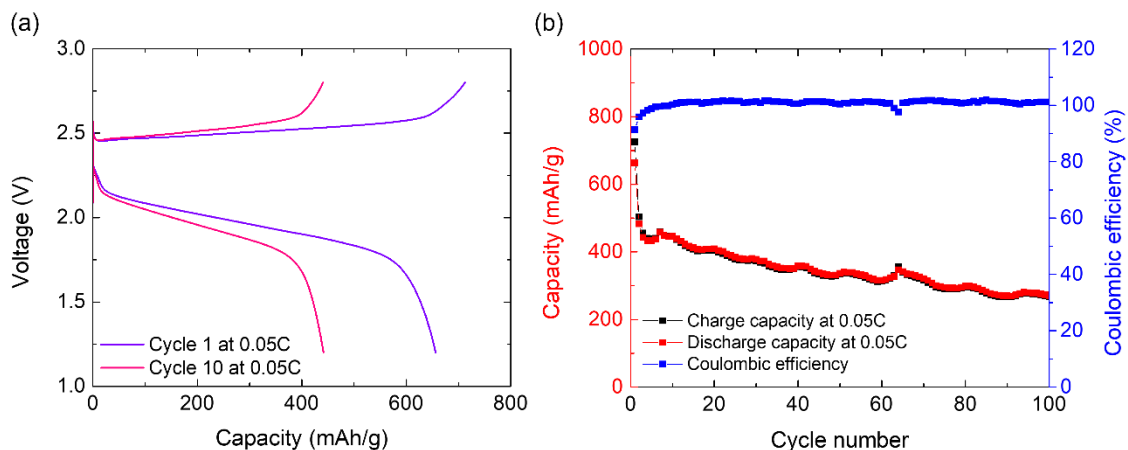 (a)
3.0
2.5
2.0
1.5
1.0
Voltage (V)
Cycle 1 at 0.05C
Cycle 10 at 0.05C
0 200 400 600 800
Capacity (mAh/g)
(b)
1000
800
600
400
200
0
Capacity (mAh/g)
120
100
80
60
40
20
0
Coulombic efficiency (%)
Charge capacity at 0.05C
Discharge capacity at 0.05C
Coulombic efficiency
0 20 40 60 80 100
Cycle number